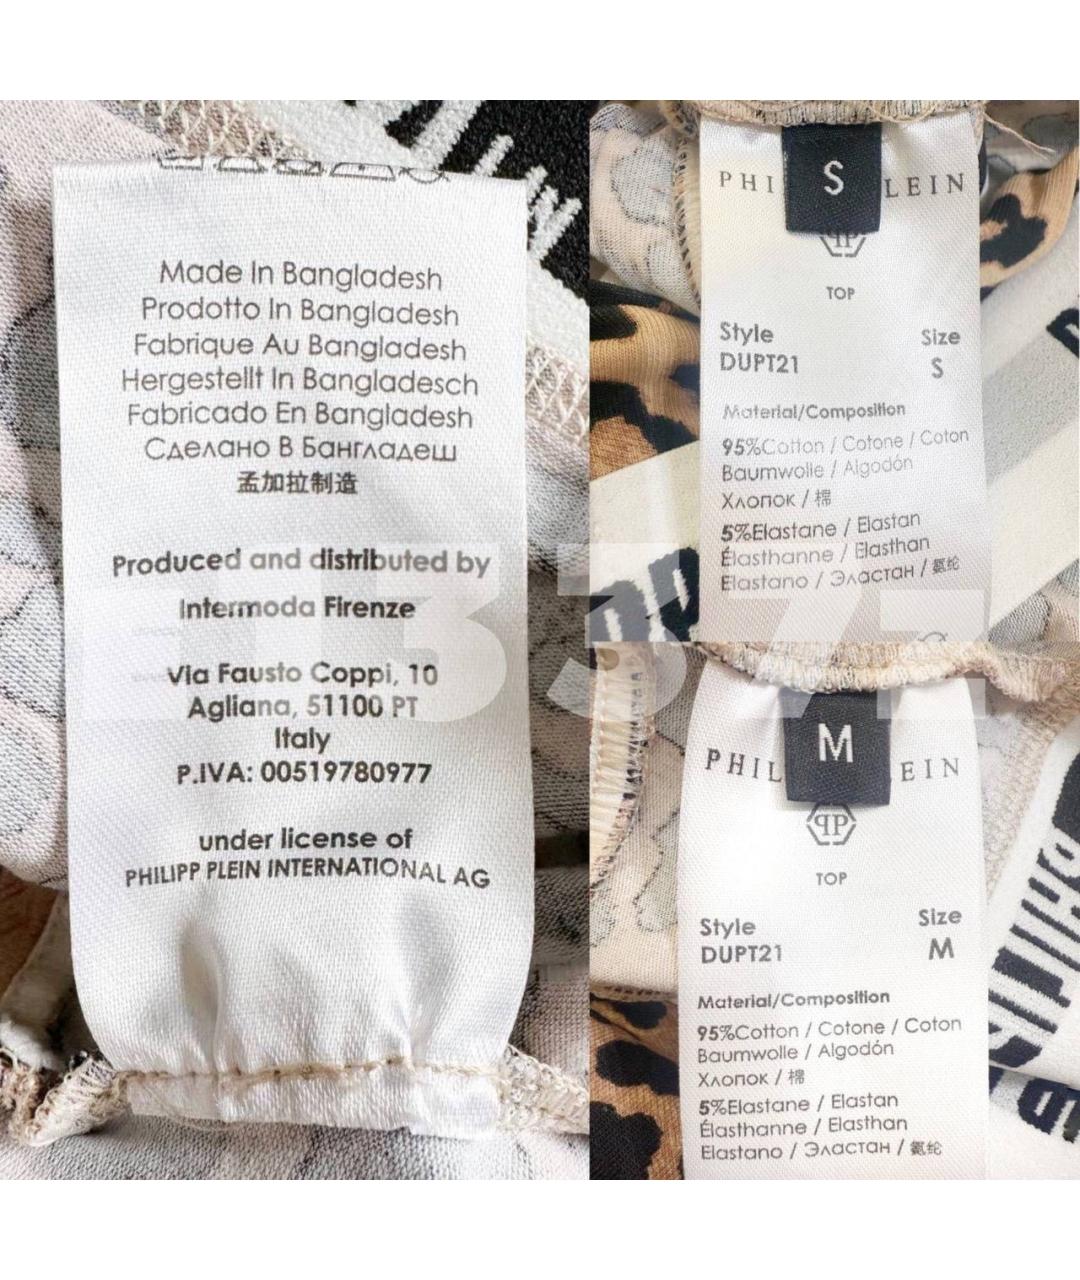 Made In Bangladesh
Prodotto In Bangladesh
Fabrique Au Bangladesh
Hergestellt In Bangladesch
Fabricado En Bangladesh
Сделано В Бангладеш
孟加拉制造
Produced and distributed by
Intermoda Firenze
Via Fausto Coppi, 10
Agliana, 51100 PT
Italy
P.IVA: 00519780977
under license of
PHILIPP PLEIN INTERNATIONAL AG
S
TOP
Style
Size
DUPT21
S
Material/Composition
95%Cotton / Cotone / Coton
Baumwolle / Algodón
Хлопок / 棉
5%Elastane / Elastan
Élasthanne / Elasthan
Elastano / Эластан / 氨纶
M
TOP
Style
Size
DUPT21
M
Material/Composition
95%Cotton / Cotone / Coton
Baumwolle / Algodón
Хлопок / 棉
5%Elastane / Elastan
Élasthanne / Elasthan
Elastano / Эластан / 氨纶